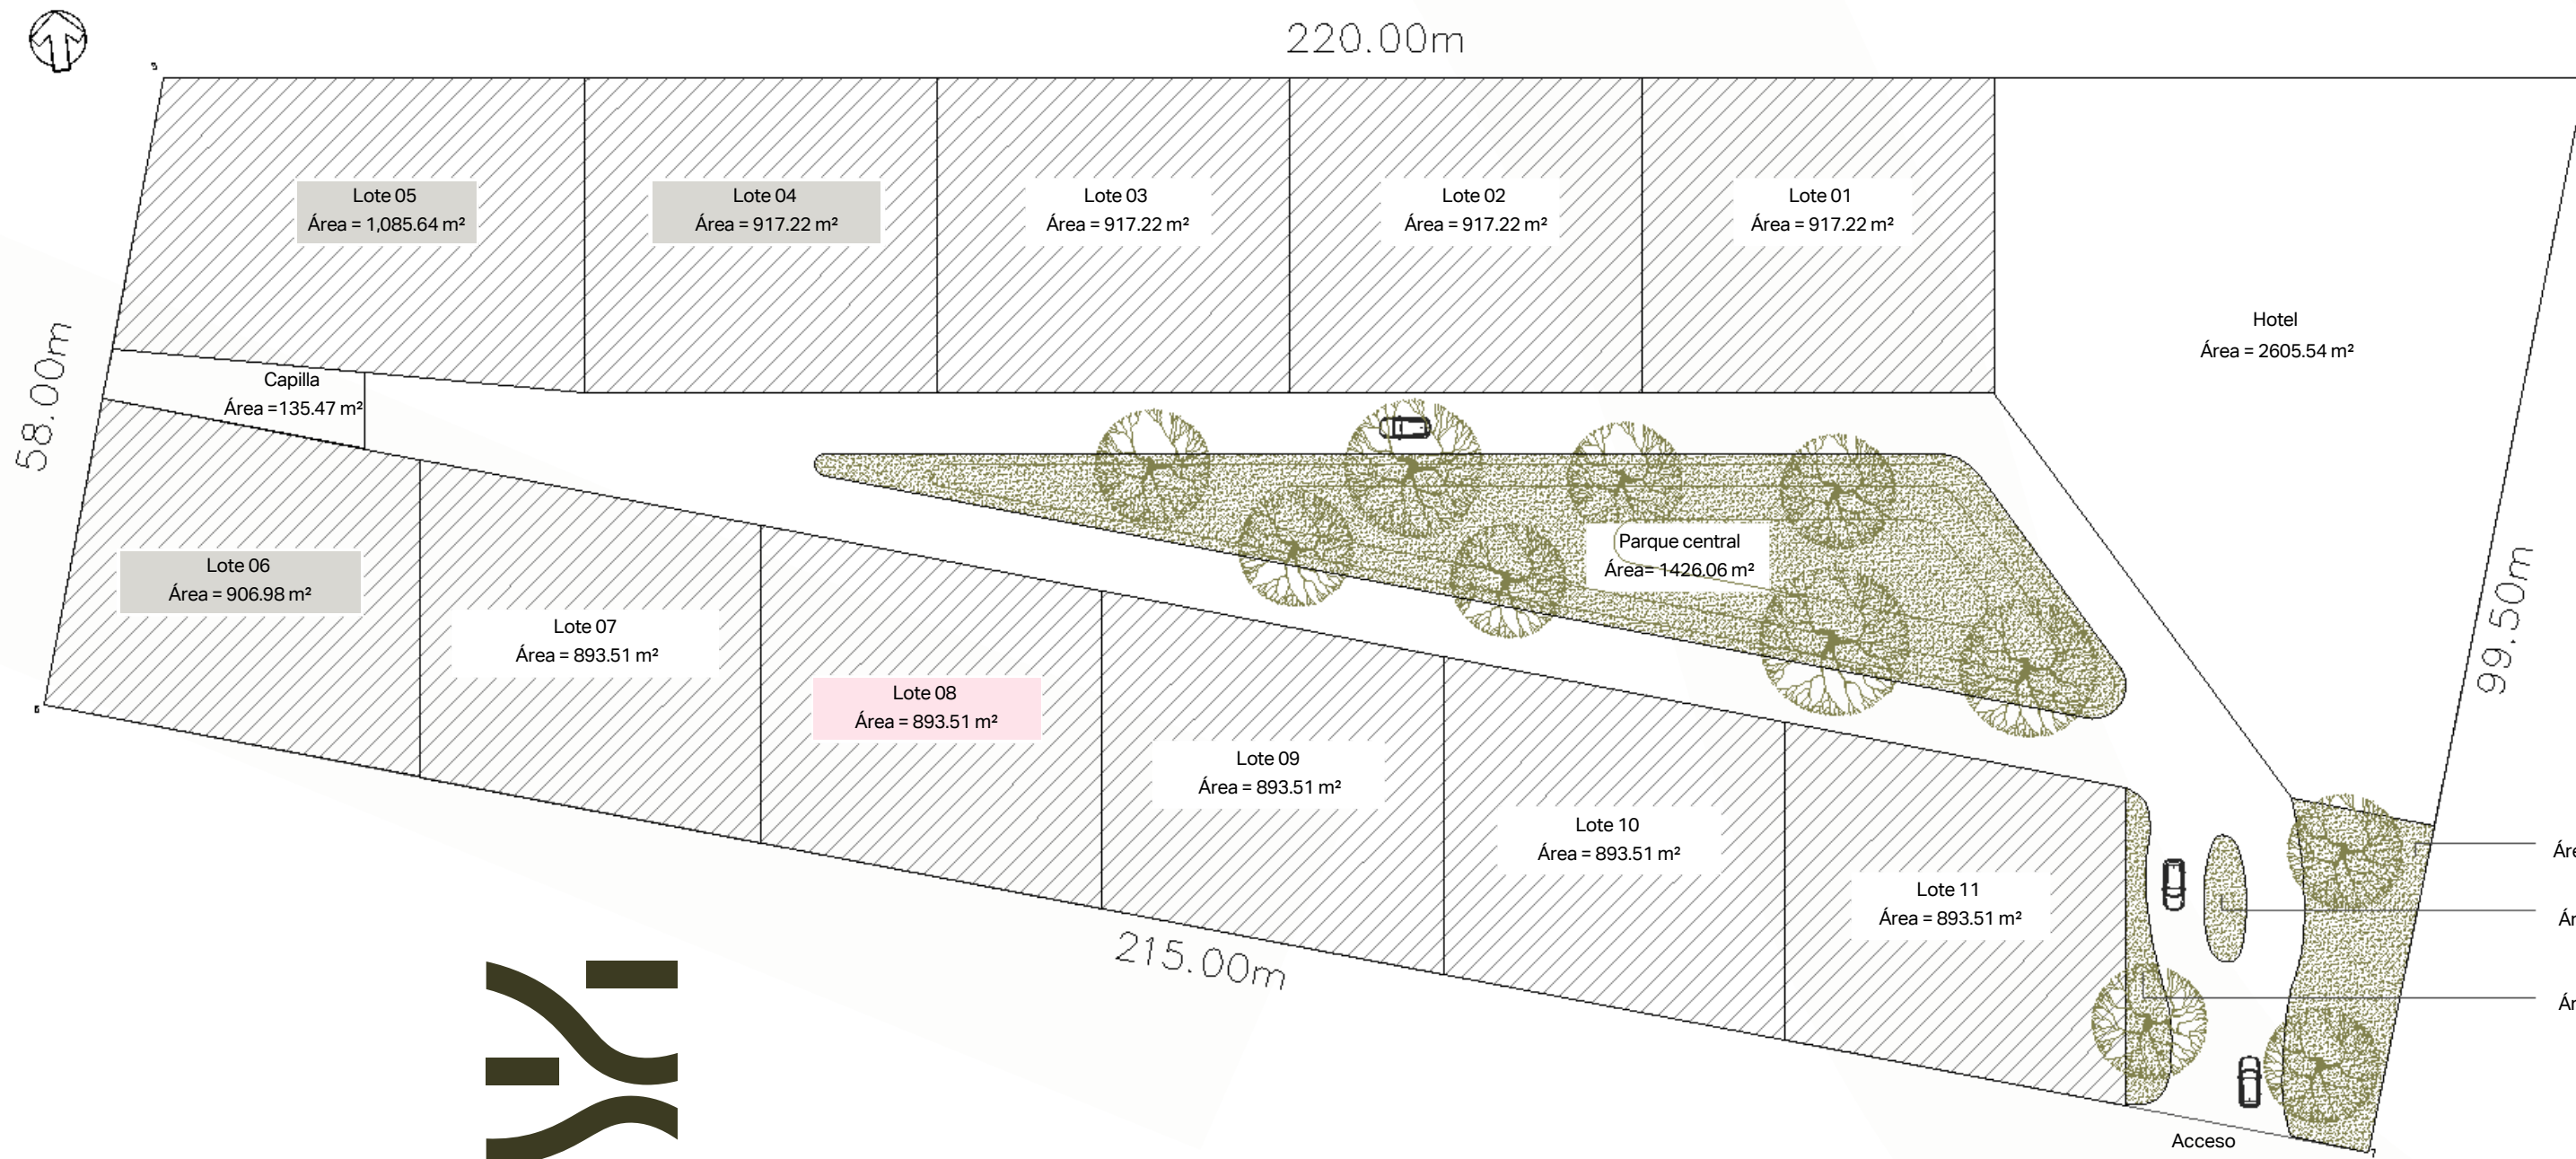 220.00m
Lote 05
Área = 1,085.64 m²
Lote 04
Área = 917.22 m²
Lote 03
Área = 917.22 m²
Lote 02
Área = 917.22 m²
Lote 01
Área = 917.22 m²
Hotel
Área = 2605.54 m²
58.00m
Capilla
Área =135.47 m²
Parque central
Área= 1426.06 m²
99.50m
Lote 06
Área = 906.98 m²
Lote 07
Área = 893.51 m²
Lote 08
Área = 893.51 m²
Lote 09
Área = 893.51 m²
Lote 10
Área = 893.51 m²
Lote 11
Área = 893.51 m²
215.00m
Acceso